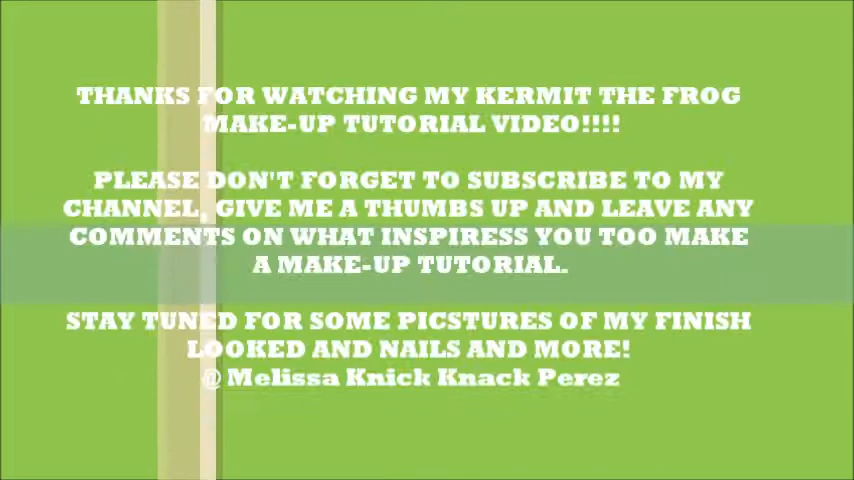 THANKS FOR WATCHING MY KERMIT THE FROG
MAKE-UP TUTORIAL VIDEO!!!!
PLEASE DON'T FORGET TO SUBSCRIBE TO MY
CHANNEL, GIVE ME A THUMBS UP AND LEAVE ANY
COMMENTS ON WHAT INSPIRESS YOU TOO MAKE
A MAKE-UP TUTORIAL.
STAY TUNED FOR SOME PICSTURES OF MY FINISH
LOOKED AND NAILS AND MORE!
@ Melissa Knick Knack Perez